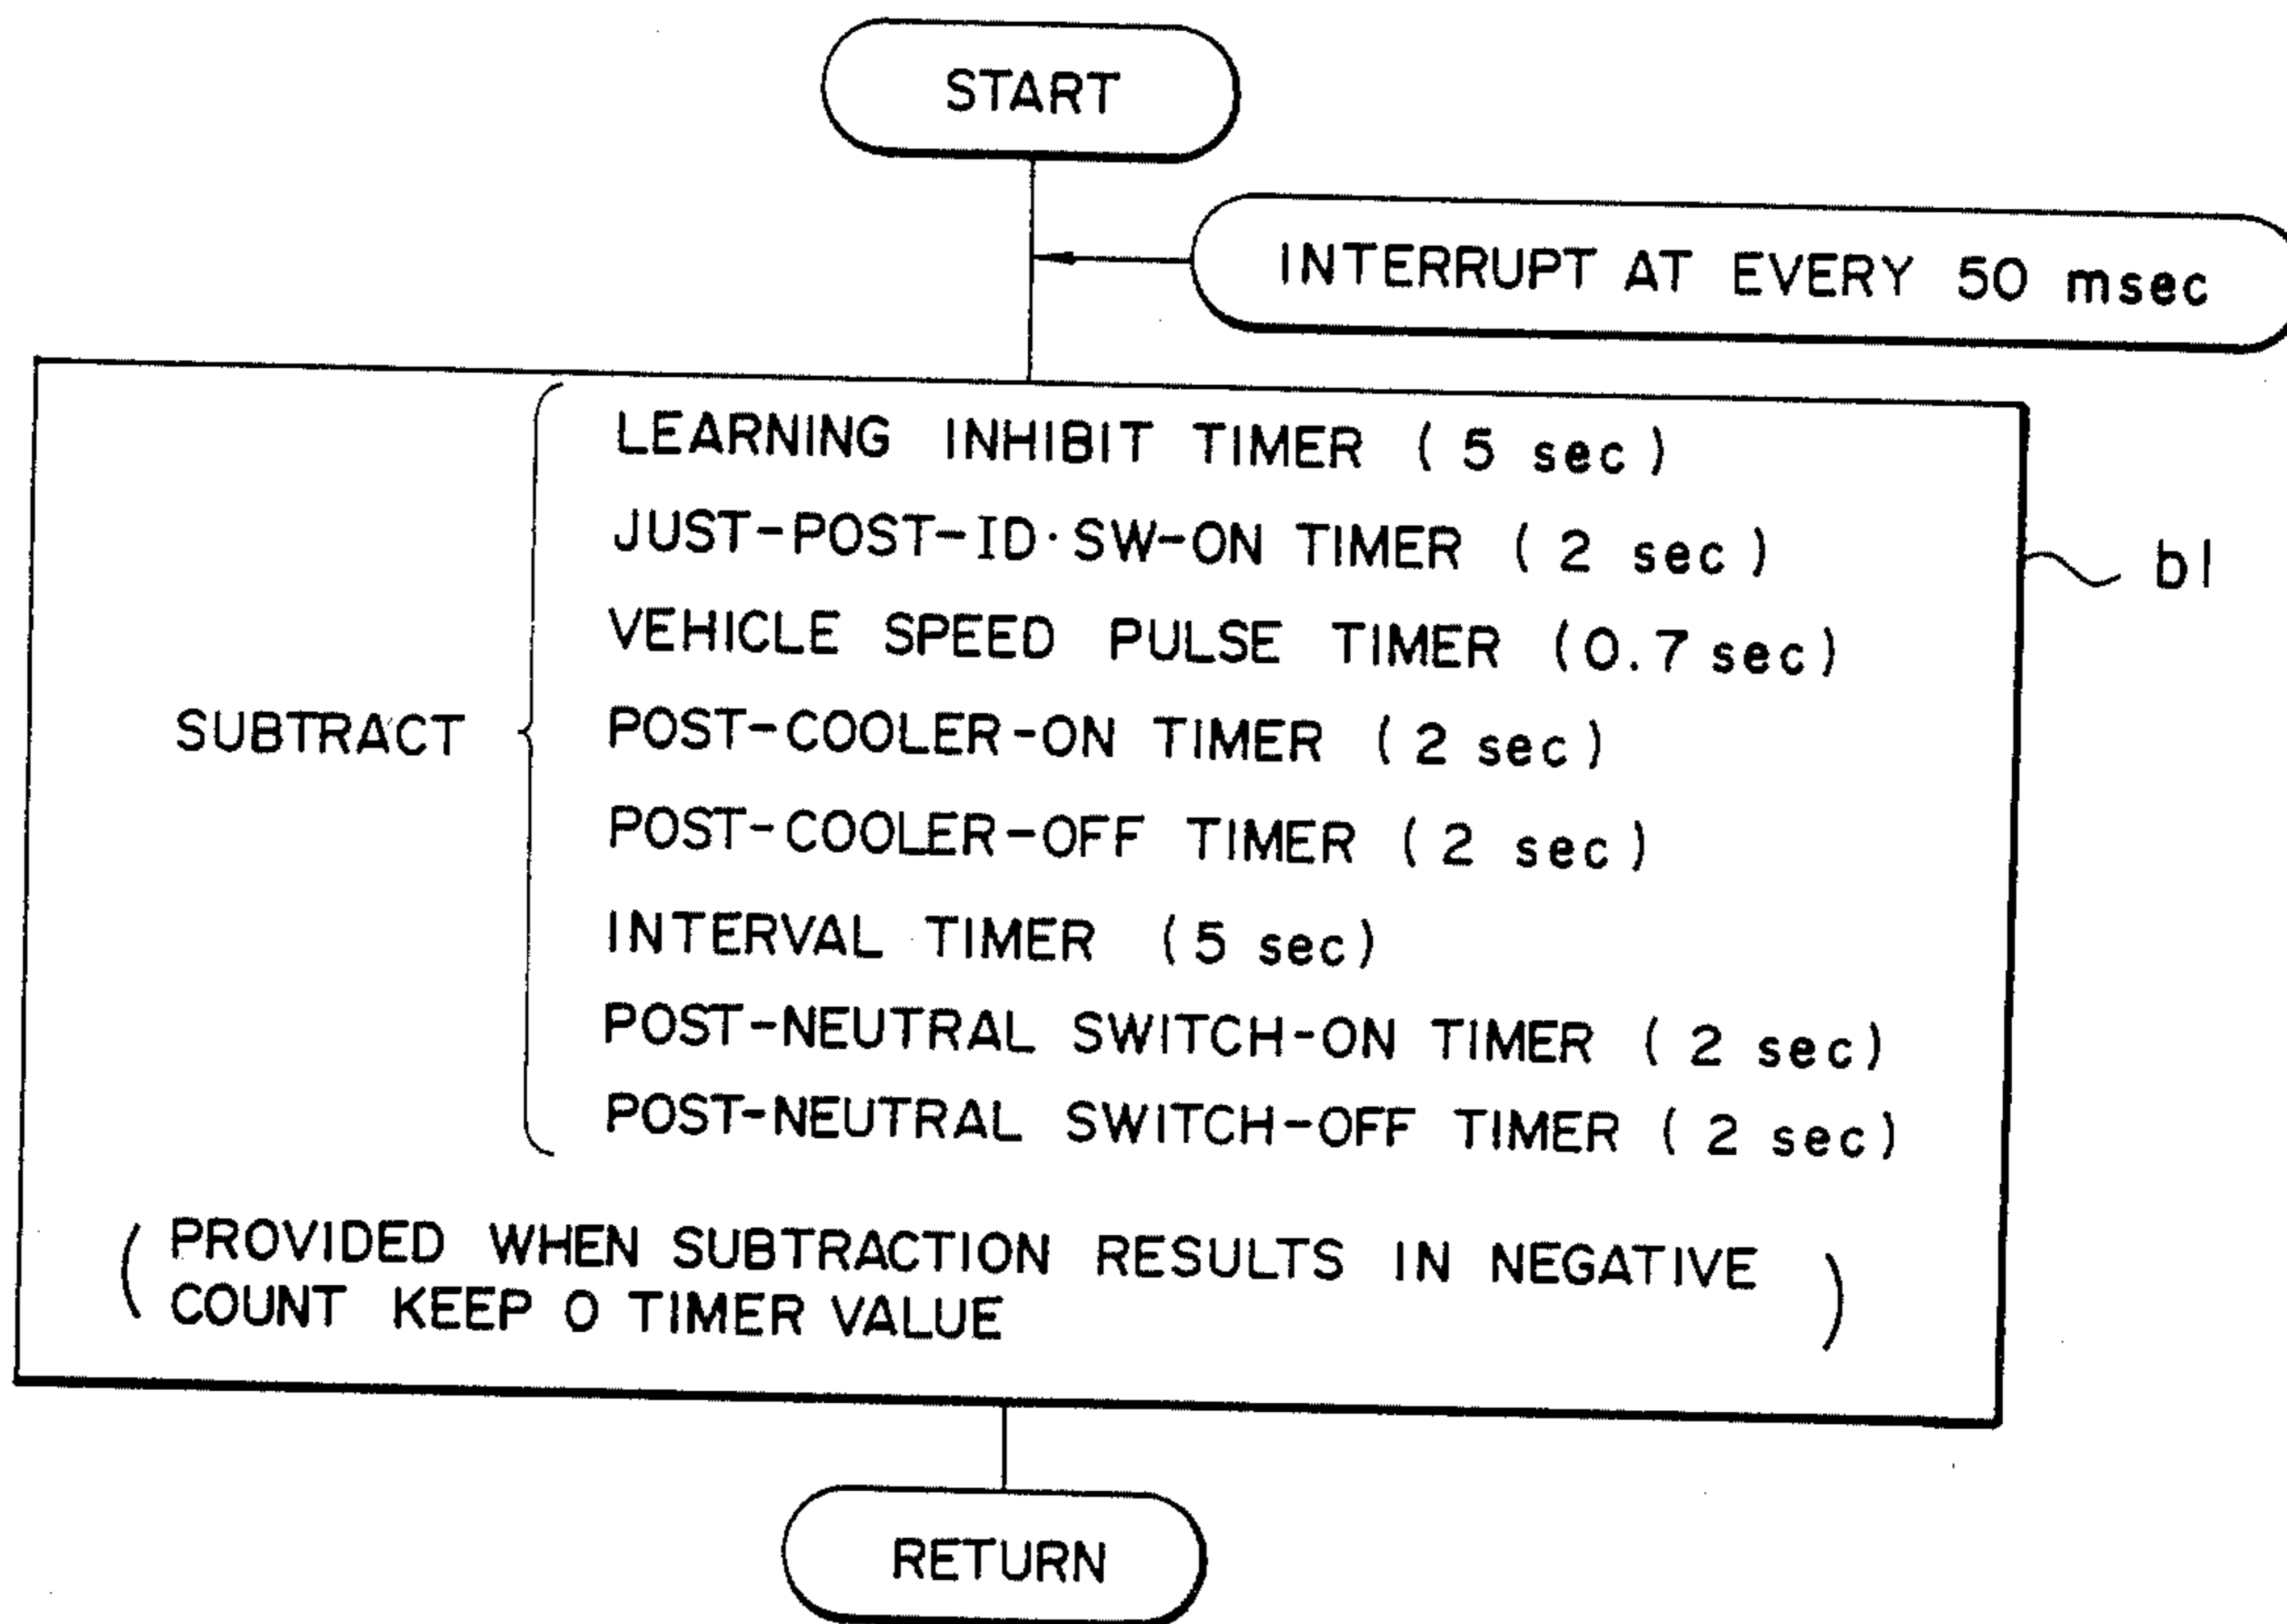 START
INTERRUPT AT EVERY 50 msec
LEARNING INHIBIT TIMER (5 sec)
JUST-POST-ID·SW-ON TIMER (2 sec)
b1
VEHICLE SPEED PULSE TIMER (0.7 sec)
SUBTRACT
POST-COOLER-ON TIMER (2 sec)
POST-COOLER-OFF TIMER (2 sec)
INTERVAL TIMER (5 sec)
POST-NEUTRAL SWITCH-ON TIMER (2 sec)
POST-NEUTRAL SWITCH-OFF TIMER (2 sec)
(PROVIDED WHEN SUBTRACTION RESULTS IN NEGATIVE
COUNT KEEP 0 TIMER VALUE)
RETURN